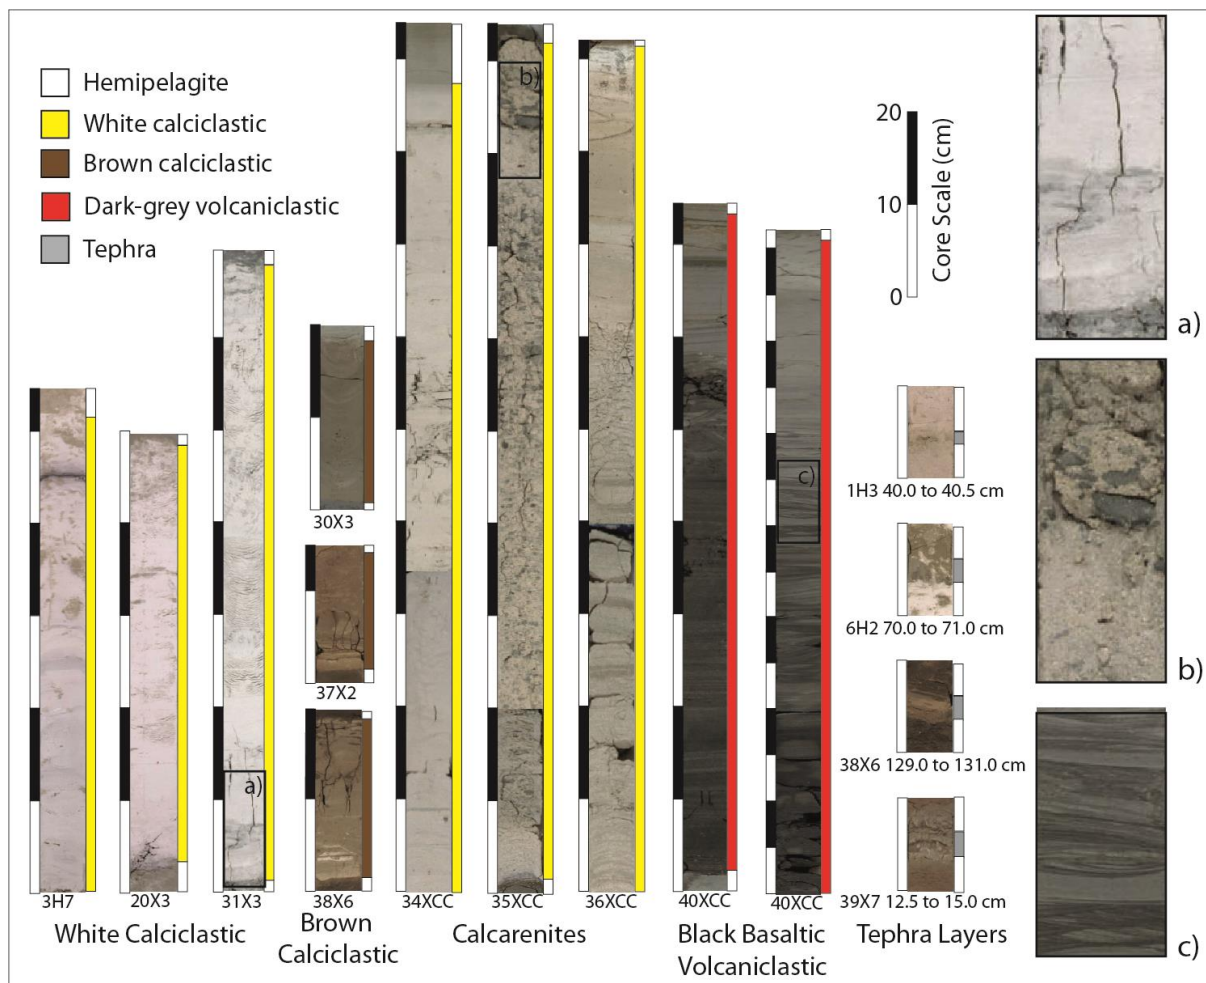 Hemipelagite
White calciclastic
Brown calciclastic
Dark-grey volcaniclastic
Tephra
b)
20
10
0
Core Scale (cm)
a)
c)
1H3 40.0 to 40.5 cm
30X3
6H2 70.0 to 71.0 cm
b)
37X2
38X6 129.0 to 131.0 cm
a)
39X7 12.5 to 15.0 cm
3H7
20X3
31X3
38X6
34XCC
35XCC
36XCC
40XCC
40XCC
White Calciclastic
Brown
Calciclastic
Calcarenites
Black Basaltic
Volcaniclastic
Tephra Layers
c)